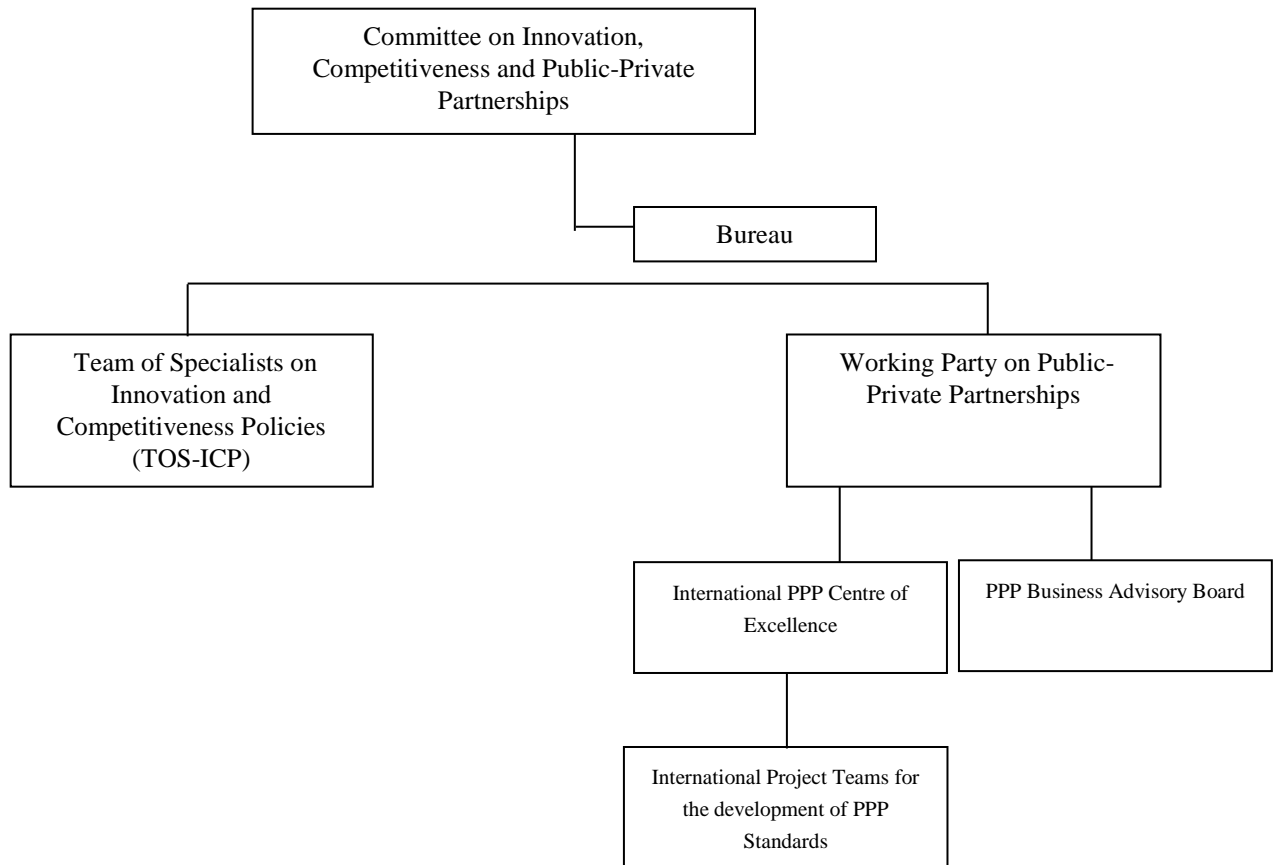 Committee on Innovation,
Competitiveness and Public-Private
Partnerships
Bureau
Team of Specialists on
Innovation and
Competitiveness Policies
(TOS-ICP)
Working Party on Public-
Private Partnerships
International PPP Centre of
Excellence
PPP Business Advisory Board
International Project Teams for
the development of PPP
Standards